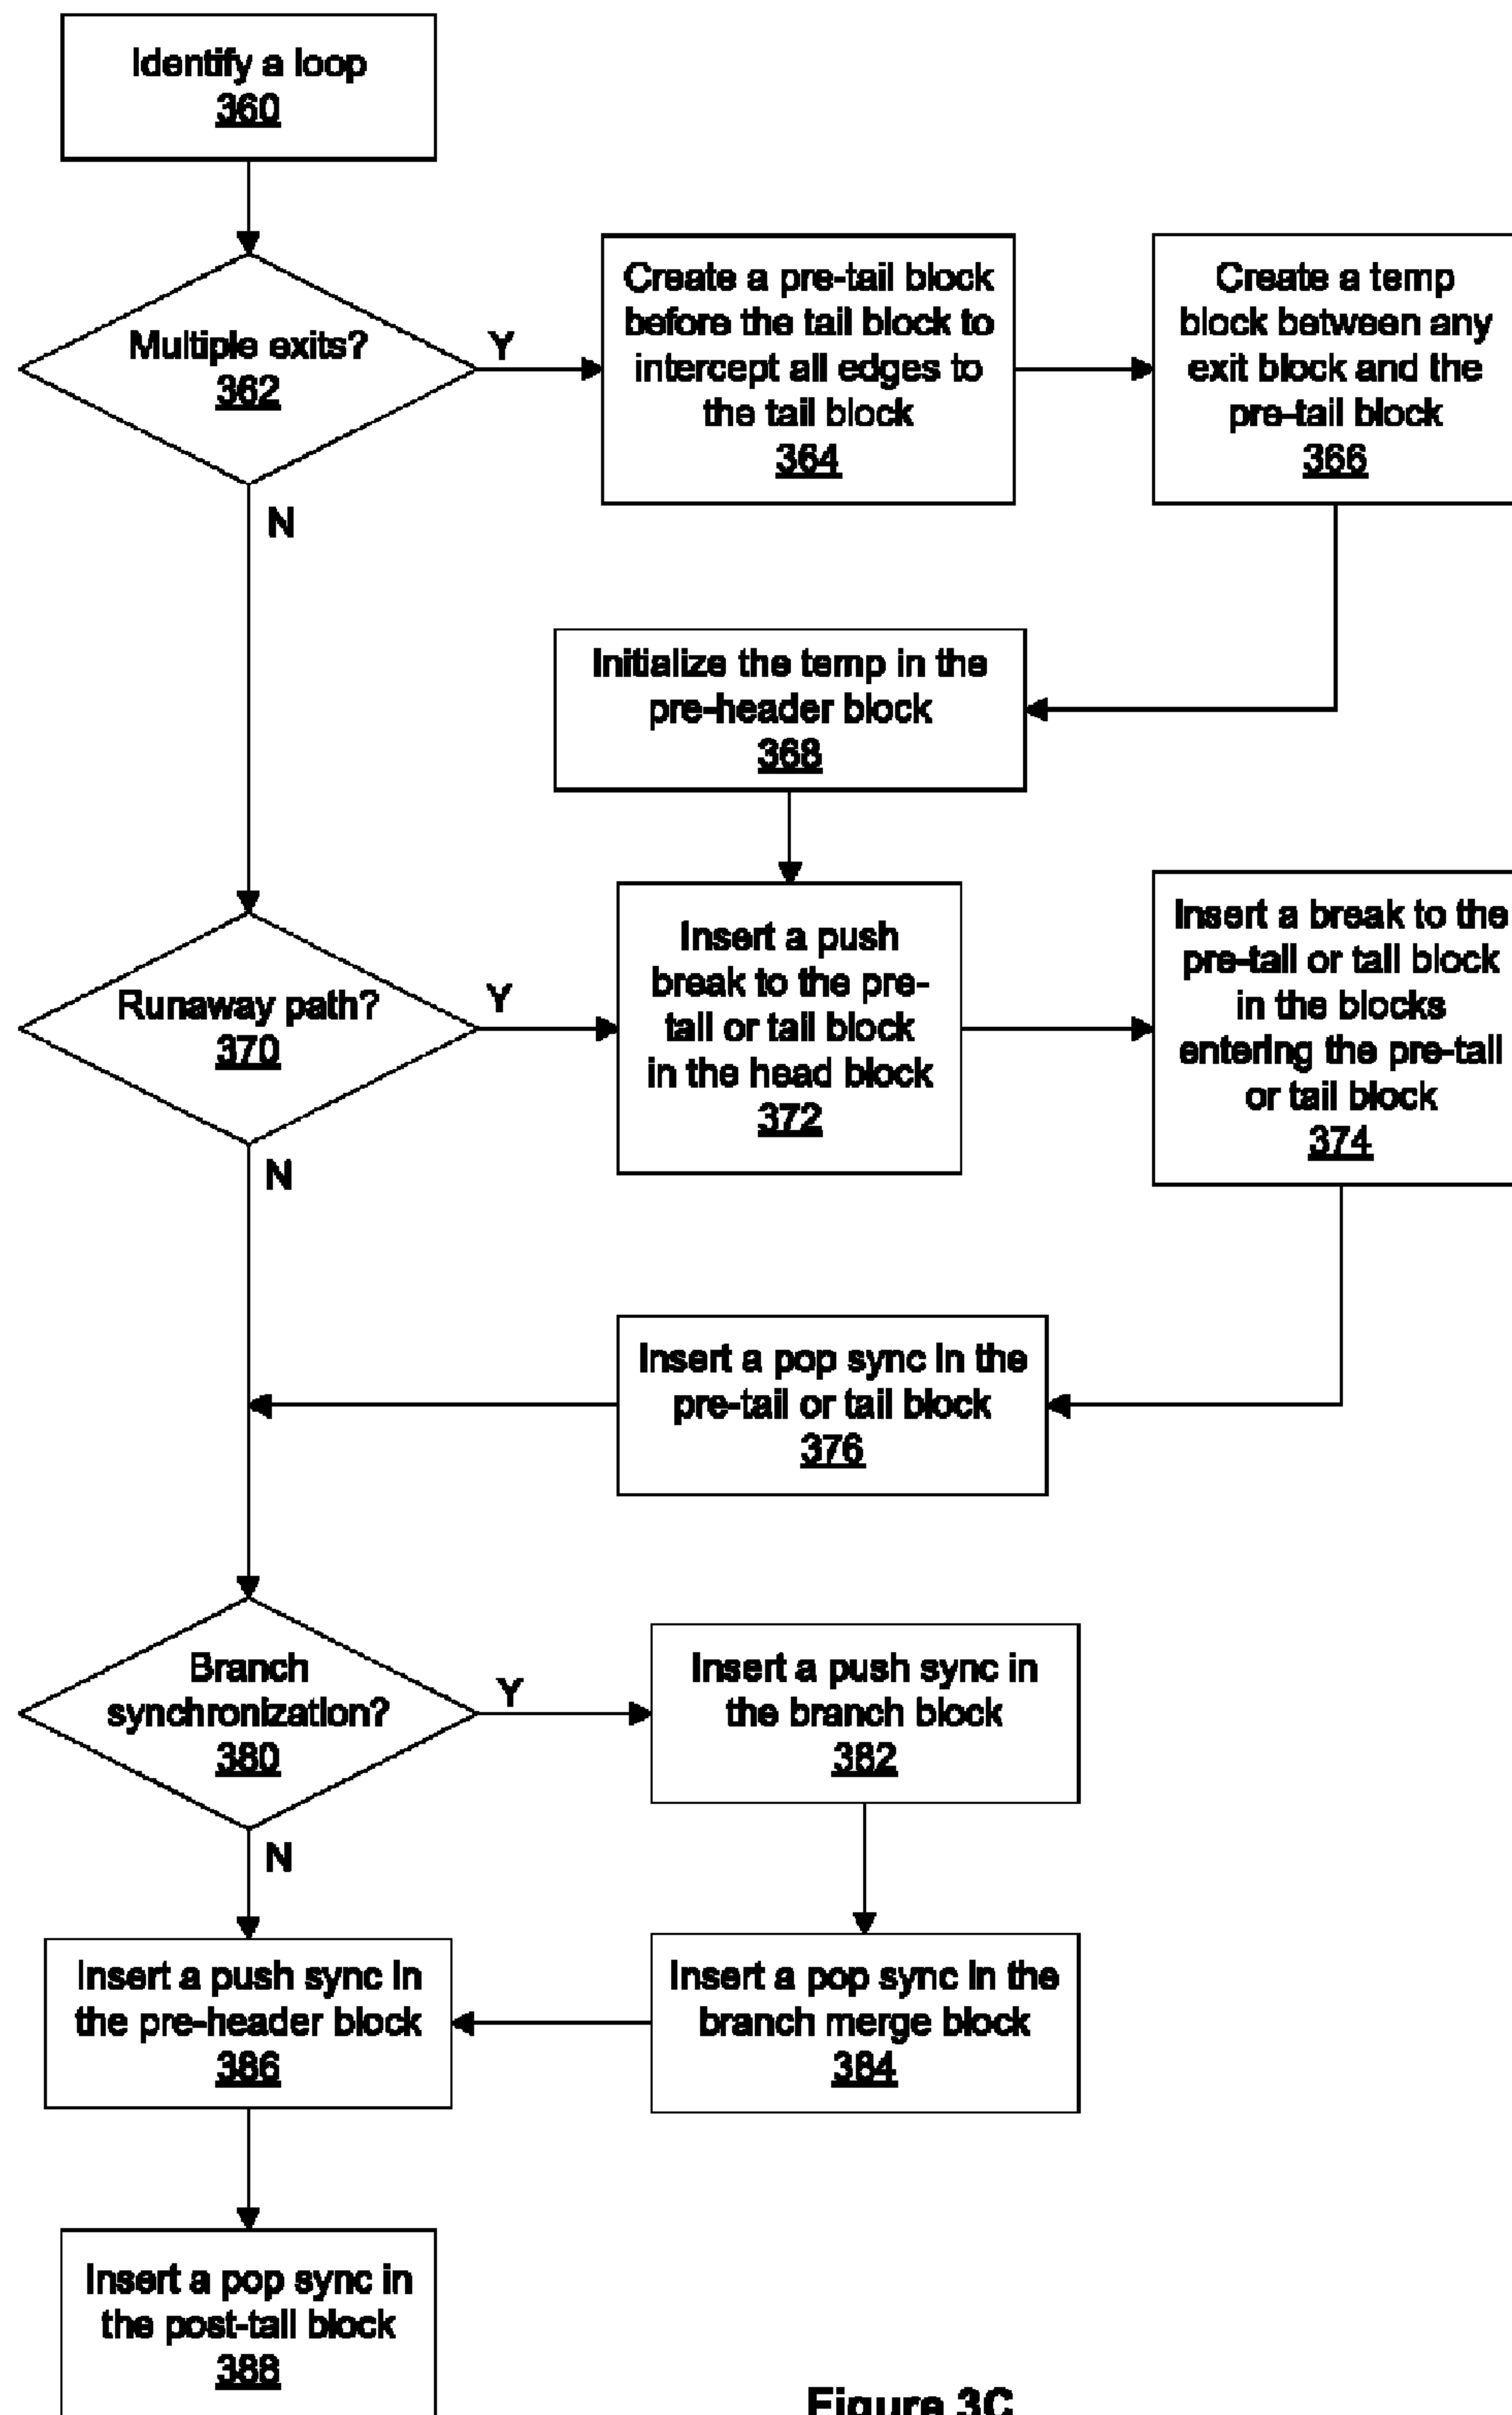 Identify a loop
360
Multiple exits?
362
Y
N
Create a pre-tail block
before the tail block to
intercept all edges to
the tail block
364
Create a temp
block between any
exit block and the
pre-tail block
366
Initialize the temp in the
pre-header block
368
Runaway path?
370
Y
N
Insert a push
break to the pre-
tail or tail block
in the head block
372
Insert a break to the
pre-tail or tail block
in the blocks
entering the pre-tail
or tail block
374
Insert a pop sync in the
pre-tail or tail block
376
Branch
synchronization?
380
Y
N
Insert a push sync in
the branch block
382
Insert a pop sync in the
branch merge block
384
Insert a push sync in
the pre-header block
386
Insert a pop sync in
the post-tail block
388
Figure 3C